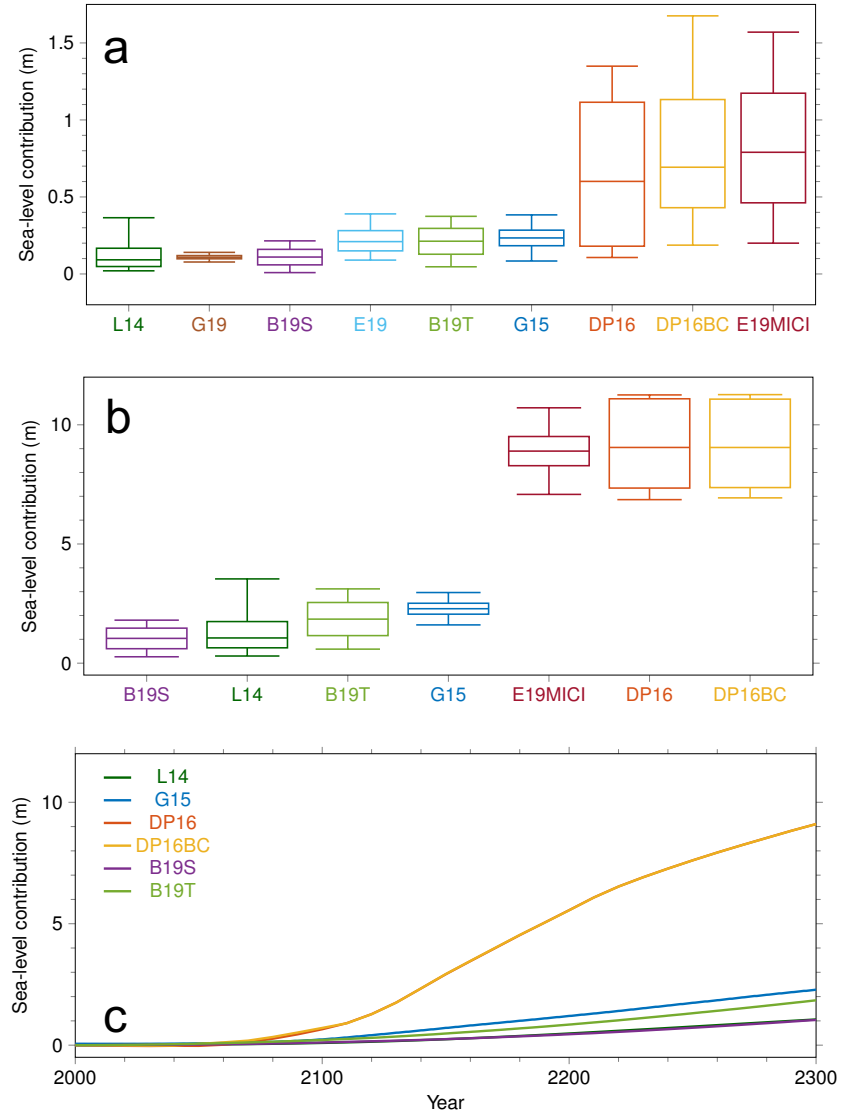 a
Sea-level contribution (m)
1.5
1
0.5
0
L14 G19 B19S E19 B19T G15 DP16 DP16BC E19MICI
b
Sea-level contribution (m)
10
5
0
B19S L14 B19T G15 E19MICI DP16 DP16BC
Sea-level contribution (m)
10
5
0
L14
G15
DP16
DP16BC
B19S
B19T
c
2000 2100 2200 2300
Year